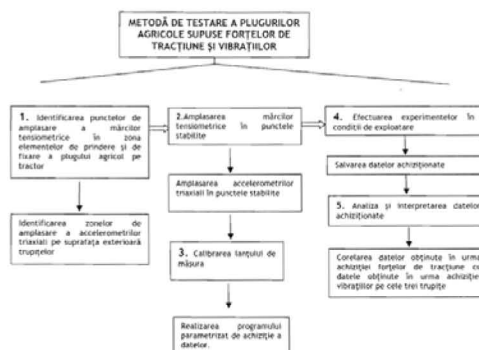 METODĂ DE TESTARE A PLUGURILOR
AGRICOLE SUPUSE FORȚELOR DE
TRACȚIUNE ȘI VIBRAȚIILOR
1. Identificarea punctelor de
amplasare a mărcilor
tensiometrice în zona
elementelor de prindere și de
fixare a plugului agricol pe
tractor
Identificarea zonelor de
amplasare a accelerometrilor
triaxiali pe suprafața exterioară
trupițelor
2.Amplasarea mărcilor
tensiometrice în punctele
stabilite
Amplasarea accelerometrilor
triaxiali în punctele stabilite
3. Calibrarea lanțului de
măsura
Realizarea programului
parametrizat de achiziție a
datelor.
4. Efectuarea experimentelor în
condiții de exploatare
Salvarea datelor achiziționate
5. Analiza și interpretarea datelor
achiziționate
Corelarea datelor obținute în urma
achiziției forțelor de tracțiune cu
datele obținute în urma achiziției
vibrațiilor pe cele trei trupițe